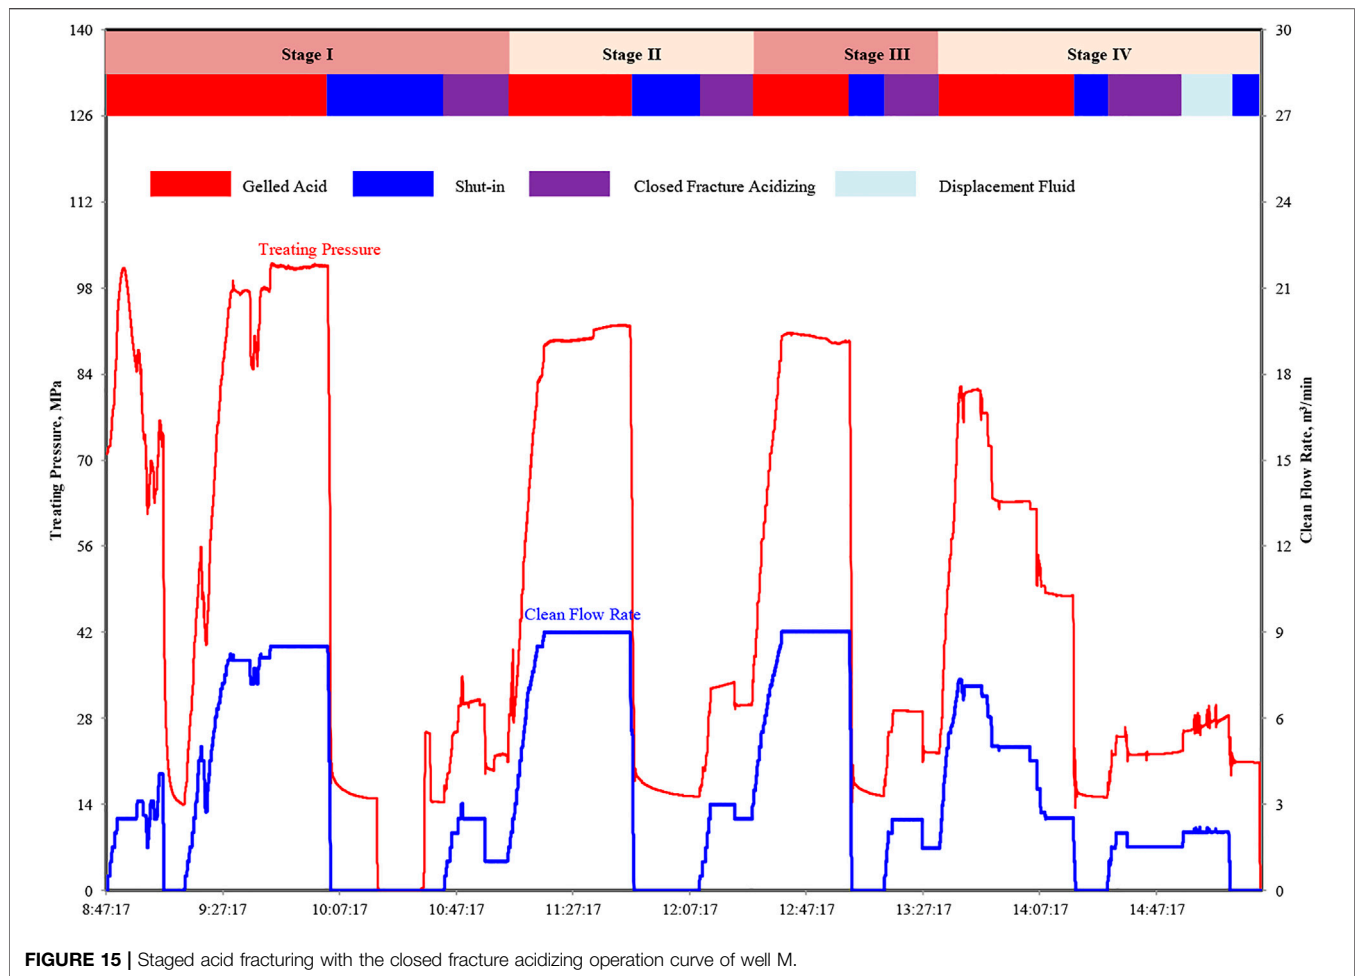 140
126
112
98
84
70
56
42
28
14
0
Treating Pressure, MPa
Stage I
Stage II
Stage III
Stage IV
Gelled Acid
Shut-in
Closed Fracture Acidizing
Displacement Fluid
Treating Pressure
Clean Flow Rate
30
27
24
21
18
15
12
9
6
3
0
Clean Flow Rate, m³/min
8:47:17
9:27:17
10:07:17
10:47:17
11:27:17
12:07:17
12:47:17
13:27:17
14:07:17
14:47:17
FIGURE 15 | Staged acid fracturing with the closed fracture acidizing operation curve of well M.